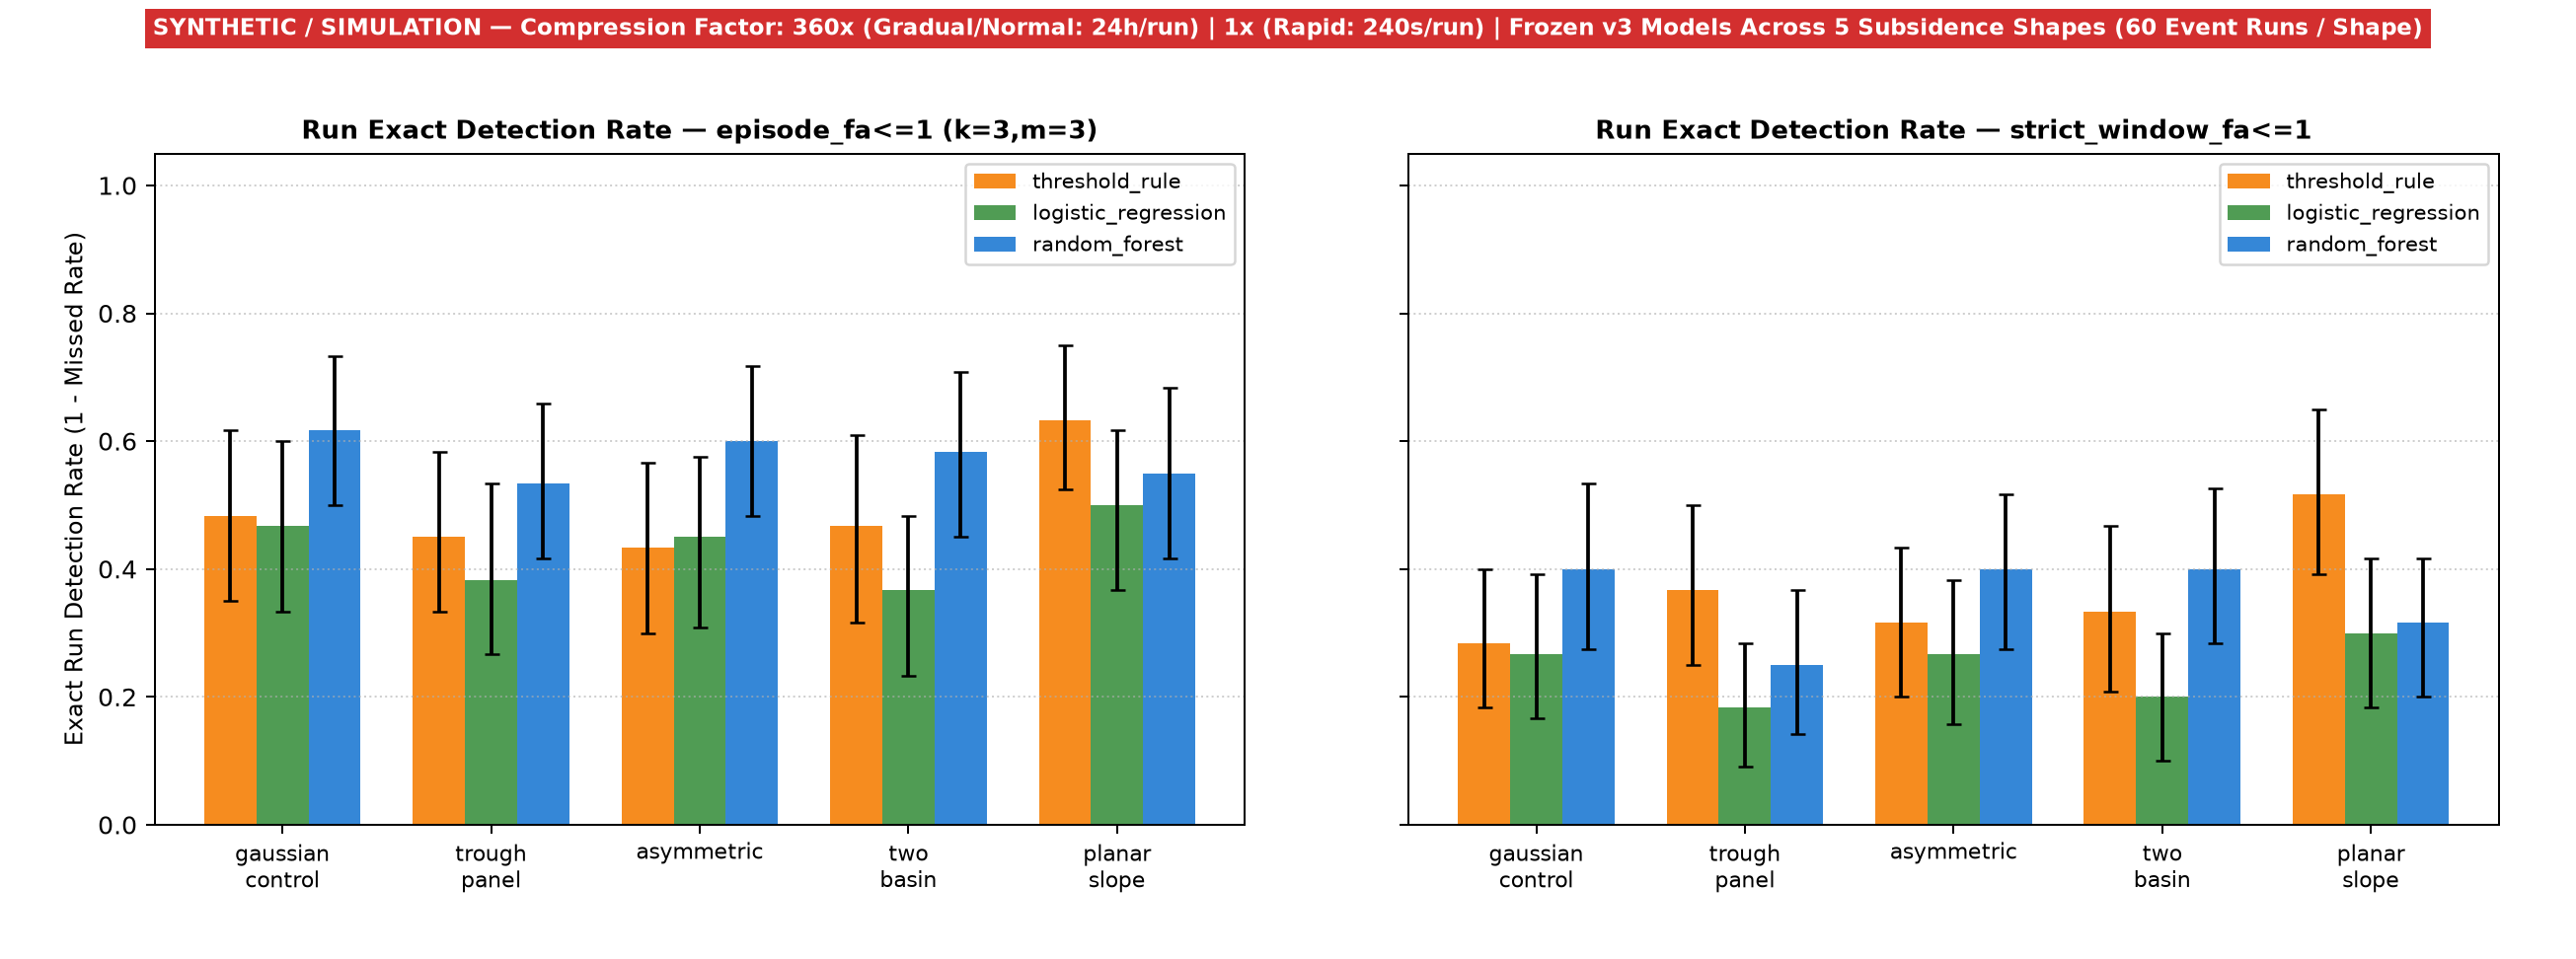 SYNTHETIC / SIMULATION — Compression Factor: 360x (Gradual/Normal: 24h/run) | 1x (Rapid: 240s/run) | Frozen v3 Models Across 5 Subsidence Shapes (60 Event Runs / Shape)
Run Exact Detection Rate — episode_fa<=1 (k=3,m=3)
Exact Run Detection Rate (1 - Missed Rate)
1.0
0.8
0.6
0.4
0.2
0.0
threshold_rule
logistic_regression
random_forest
gaussian
control
trough
panel
asymmetric
two
basin
planar
slope
Run Exact Detection Rate — strict_window_fa<=1
threshold_rule
logistic_regression
random_forest
gaussian
control
trough
panel
asymmetric
two
basin
planar
slope